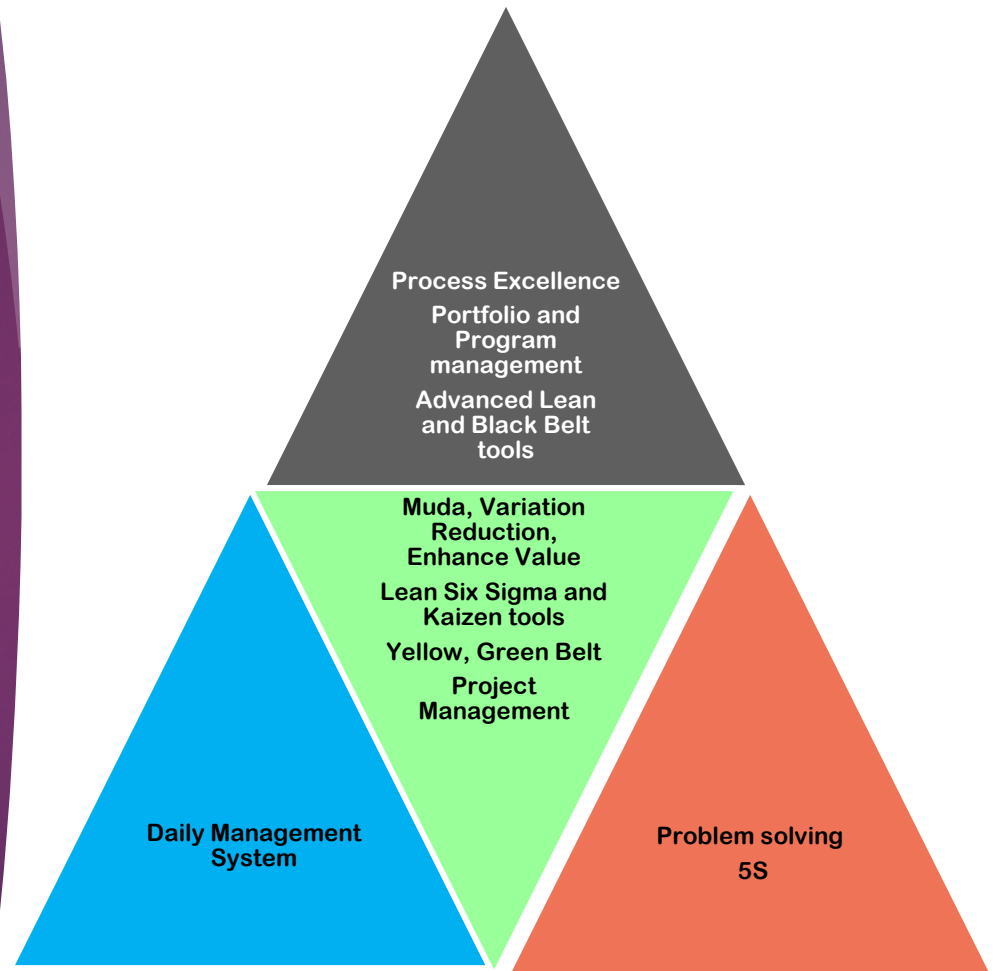 Process Excellence
Portfolio and
Program
management
Advanced Lean
and Black Belt
tools
Muda, Variation
Reduction,
Enhance Value
Lean Six Sigma and
Kaizen tools
Yellow, Green Belt
Project
Management
Daily Management
System
Problem solving
5S